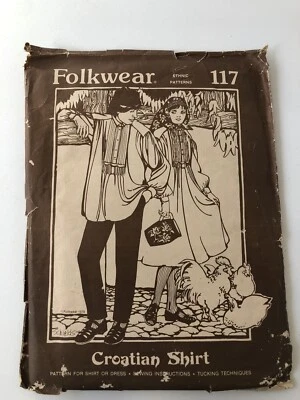 Folkwear
ETHNIC
PATTERNS
117
Croatian Shirt
PATTERN FOR SHIRT OR DRESS • SEWING INSTRUCTIONS • TUCKING TECHNIQUES